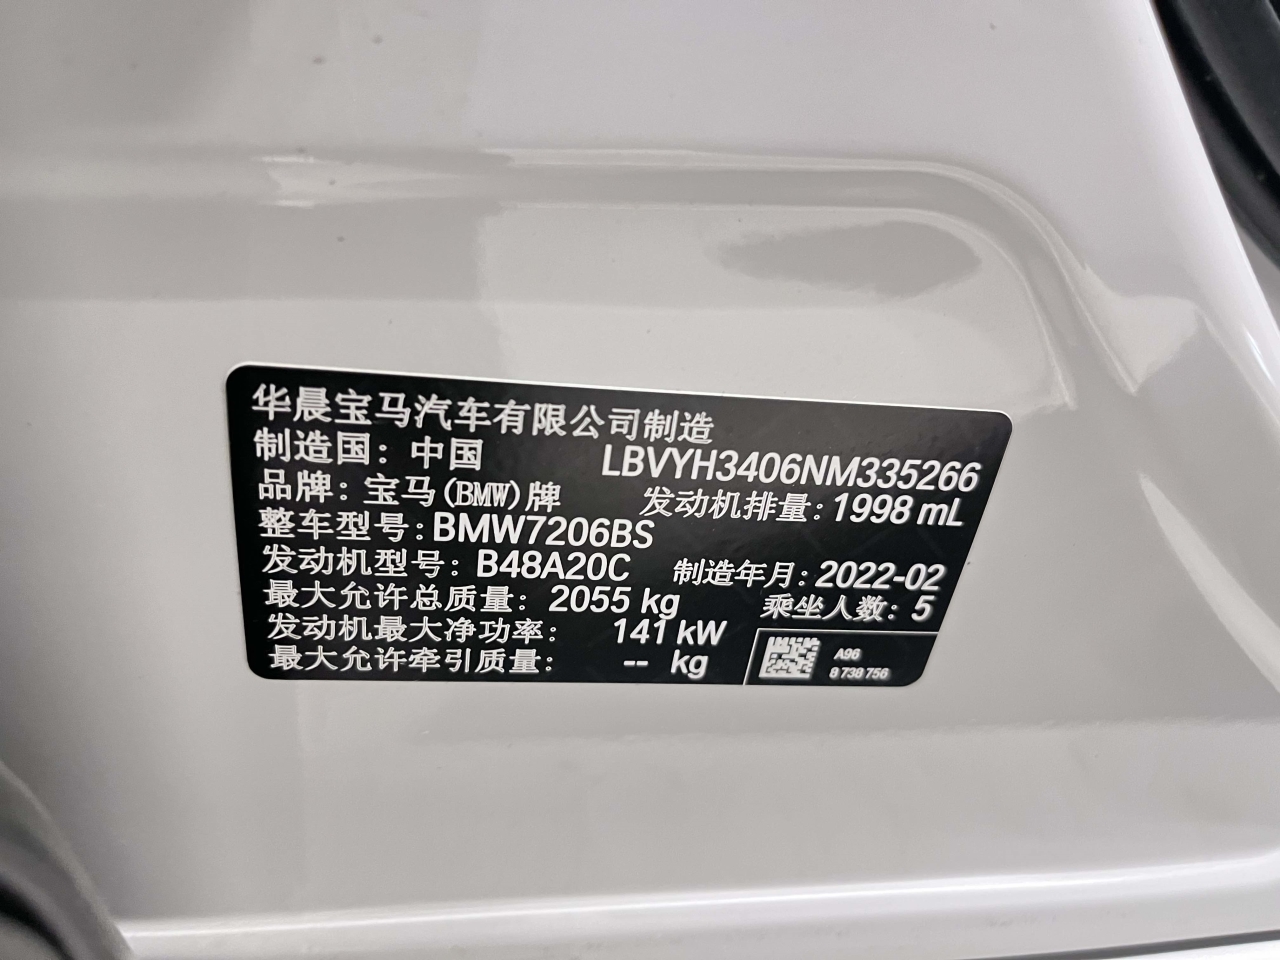 华晨宝马汽车有限公司制造
制造国：中国 LBVYH3406NM335266
品牌：宝马(BMW)牌 发动机排量：1998 mL
整车型号：BMW7206BS
发动机型号：B48A20C 制造年月：2022-02
最大允许总质量：2055 kg 乘坐人数：5
发动机最大净功率：141 kW
最大允许牵引质量：-- kg
A96
8 738 756